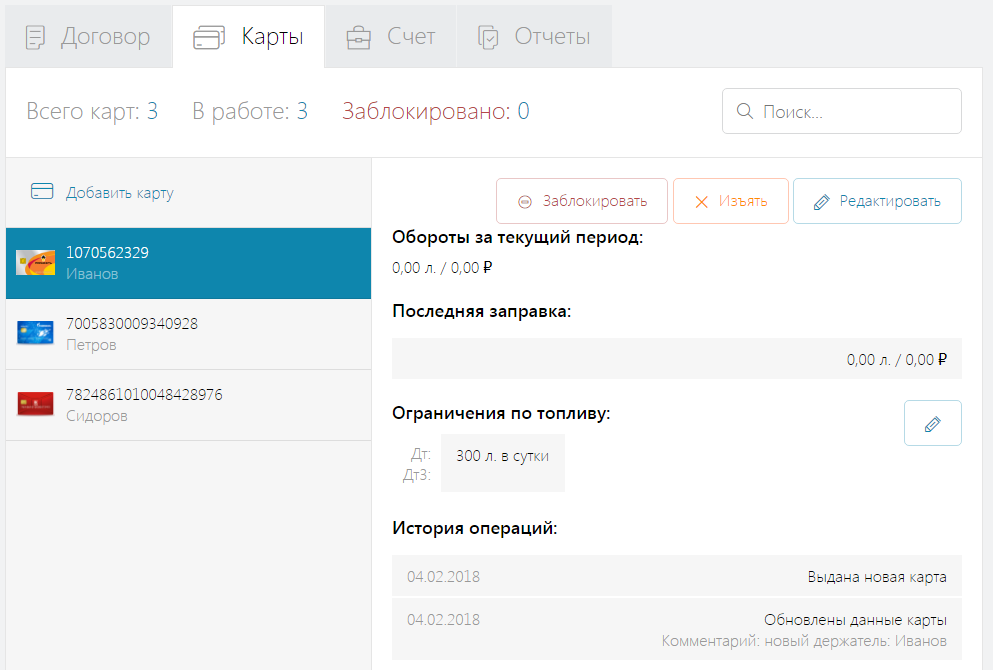 Договор Карты Счет Отчеты
Всего карт: 3 В работе: 3 Заблокировано: 0 Поиск...
Добавить карту
1070562329
Иванов
7005830009340928
Петров
7824861010048428976
Сидоров
Заблокировать Изъять Редактировать
Обороты за текущий период:
0,00 л. / 0,00 ₽
Последняя заправка:
0,00 л. / 0,00 ₽
Ограничения по топливу:
Дт: 300 л. в сутки
ДтЗ:
История операций:
04.02.2018 Выдана новая карта
04.02.2018 Обновлены данные карты
Комментарий: новый держатель: Иванов